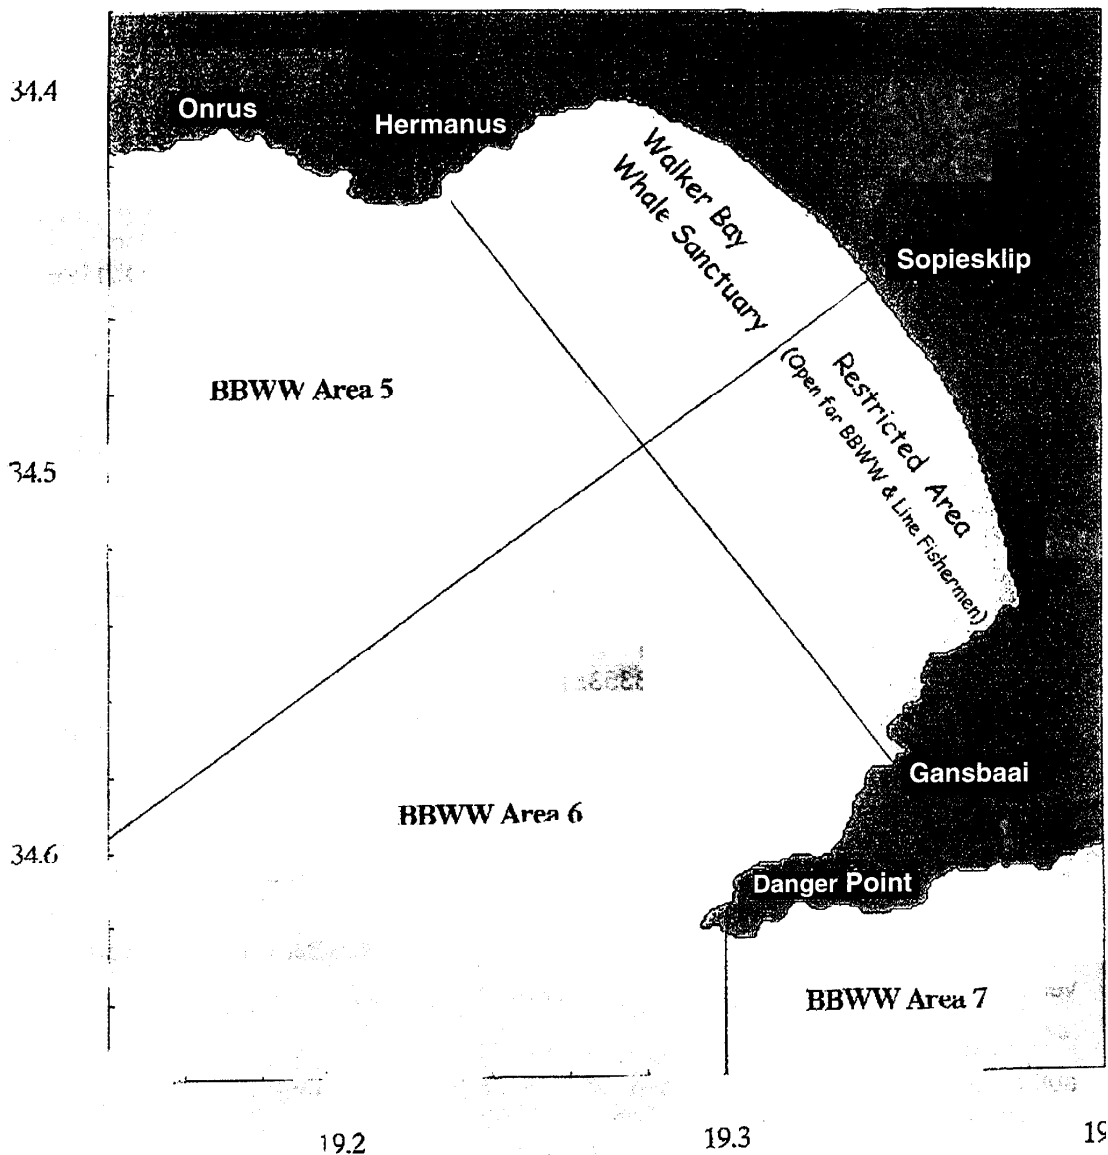 34.4
Onrus
Hermanus
Walker Bay
Whale Sanctuary
Sopiesklip
BBWW Area 5
Restricted Area
(Open for BBWW & Line Fishermen)
34.5
Gansbaai
BBWW Area 6
34.6
Danger Point
BBWW Area 7
19.2
19.3
19